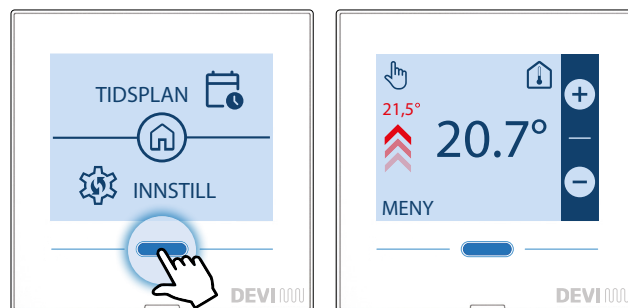 TIDSPLAN
INNSTILL
DEVI
21,5°
20.7°
MENY
+
−
DEVI